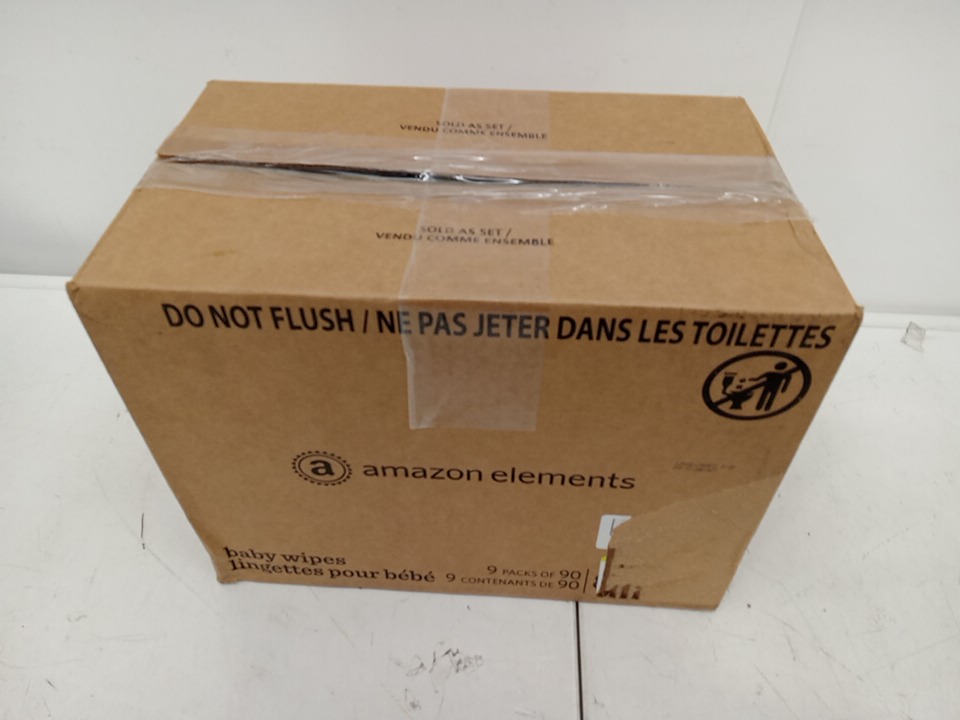 SOLD AS SET /
VENDU COMME ENSEMBLE
SOLD AS SET /
VENDU COMME ENSEMBLE
DO NOT FLUSH / NE PAS JETER DANS LES TOILETTES
a amazon elements
baby wipes
lingettes pour bébé
9 PACKS OF 90
9 CONTENANTS DE 90